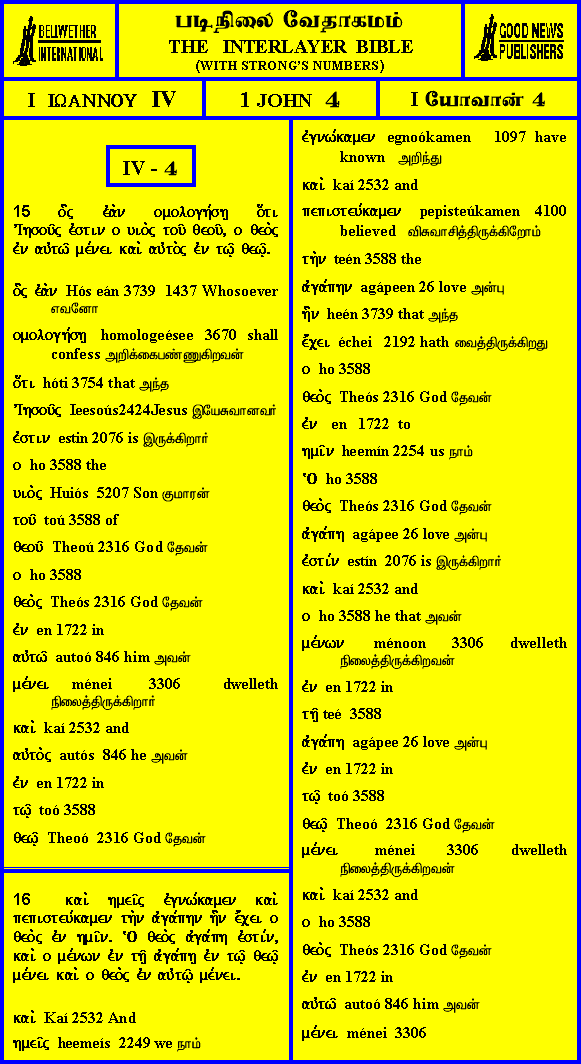 BELLWETHER
INTERNATIONAL
படிநிலை வேதாகமம்
THE INTERLAYER BIBLE
(WITH STRONG'S NUMBERS)
GOOD NEWS
PUBLISHERS
I ΙΩΑΝΝΟΥ IV
1 JOHN 4
I யோவான் 4
IV - 4
15 ὃς ἐὰν ομολογήσῃ ὅτι
Ἰησοῦς ἐστιν ο υιὸς τοῦ θεοῦ, ο θεὸς
ἐν αὐτῶ μένει καὶ αὐτὸς ἐν τῷ θεῷ.
ὃς ἐὰν Hós eán 3739 1437 Whosoever
எவனோ
ομολογήσῃ homologeésee 3670 shall
confess அறிக்கைபண்ணுகிறவன்
ὅτι hóti 3754 that அந்த
Ἰησοῦς Ieesoús2424Jesus இயேசுவானவர்
ἐστιν estin 2076 is இருக்கிறார்
ο ho 3588 the
υιὸς Huiós 5207 Son குமாரன்
τοῦ toú 3588 of
θεοῦ Theoú 2316 God தேவன்
ο ho 3588
θεὸς Theós 2316 God தேவன்
ἐν en 1722 in
αὐτῶ autoó 846 him அவன்
μένει ménei 3306 dwelleth
நிலைத்திருக்கிறார்
καὶ kaí 2532 and
αὐτὸς autós 846 he அவன்
ἐν en 1722 in
τῷ toó 3588
θεῷ Theoó 2316 God தேவன்
16 καὶ ημεῖς ἐγνώκαμεν καὶ
πεπιστεύκαμεν τὴν ἀγάπην ἣν ἔχει ο
θεὸς ἐν ημῖν. Ὁ θεὸς ἀγάπη ἐστίν,
καὶ ο μένων ἐν τῇ ἀγάπῃ ἐν τῷ θεῷ
μένει καὶ ο θεὸς ἐν αὐτῷ μένει.
καὶ Kaí 2532 And
ημεῖς heemeís 2249 we நாம்
ἐγνώκαμεν egnoókamen 1097 have
known அறிந்து
καὶ kaí 2532 and
πεπιστεύκαμεν pepisteúkamen 4100
believed விசுவாசித்திருக்கிறோம்
τὴν teén 3588 the
ἀγάπην agápeen 26 love அன்பு
ἣν heén 3739 that அந்த
ἔχει échei 2192 hath வைத்திருக்கிறது
ο ho 3588
θεὸς Theós 2316 God தேவன்
ἐν en 1722 to
ημῖν heemín 2254 us நாம்
Ὁ ho 3588
θεὸς Theós 2316 God தேவன்
ἀγάπη agápee 26 love அன்பு
ἐστίν estín 2076 is இருக்கிறார்
καὶ kaí 2532 and
ο ho 3588 he that அவன்
μένων ménoon 3306 dwelleth
நிலைத்திருக்கிறவன்
ἐν en 1722 in
τῇ teé 3588
ἀγάπῃ agápee 26 love அன்பு
ἐν en 1722 in
τῷ toó 3588
θεῷ Theoó 2316 God தேவன்
μένει ménei 3306 dwelleth
நிலைத்திருக்கிறவன்
καὶ kaí 2532 and
ο ho 3588
θεὸς Theós 2316 God தேவன்
ἐν en 1722 in
αὐτῶ autoó 846 him அவன்
μένει ménei 3306